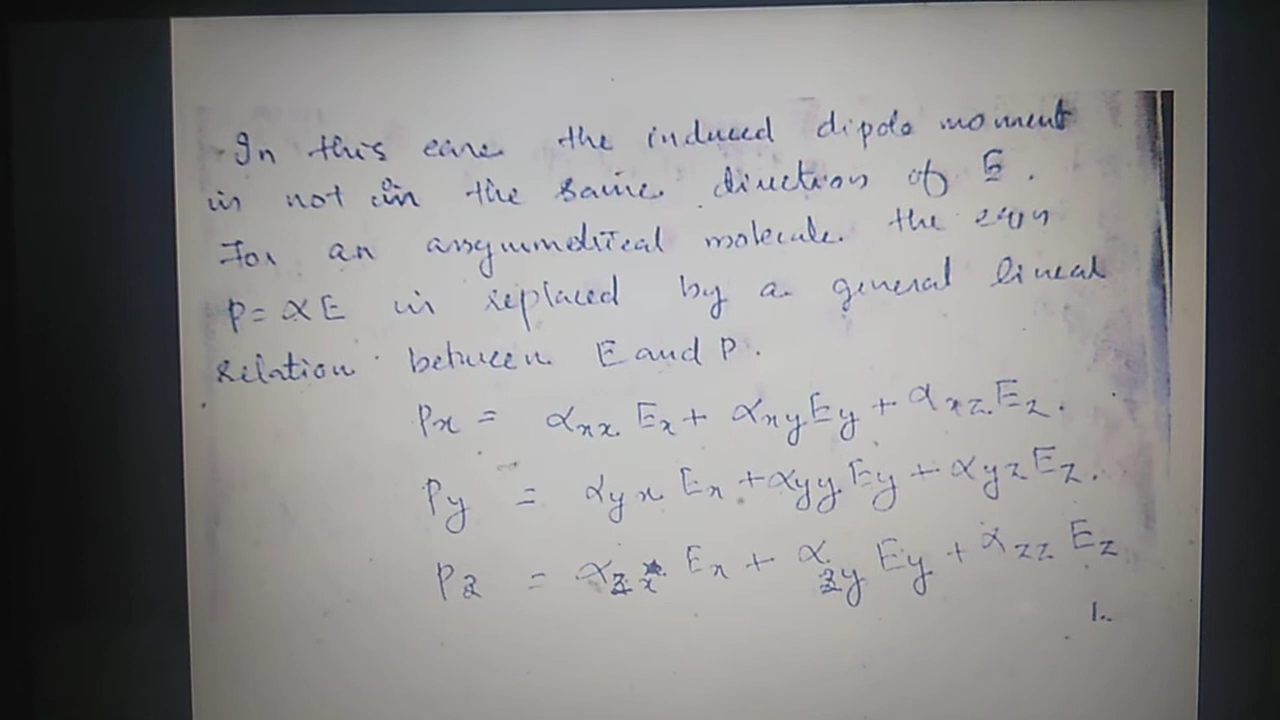 In this case the induced dipole moment
is not in the same direction of E.
For an assymmetrical molecule the eqn
P = αE is replaced by a general linear
relation between E and P.
Px = αxx Ex + αxy Ey + αxz Ez.
Py = αyx Ex + αyy Ey + αyz Ez.
Pz = αzx Ex + αzy Ey + αzz Ez
1..